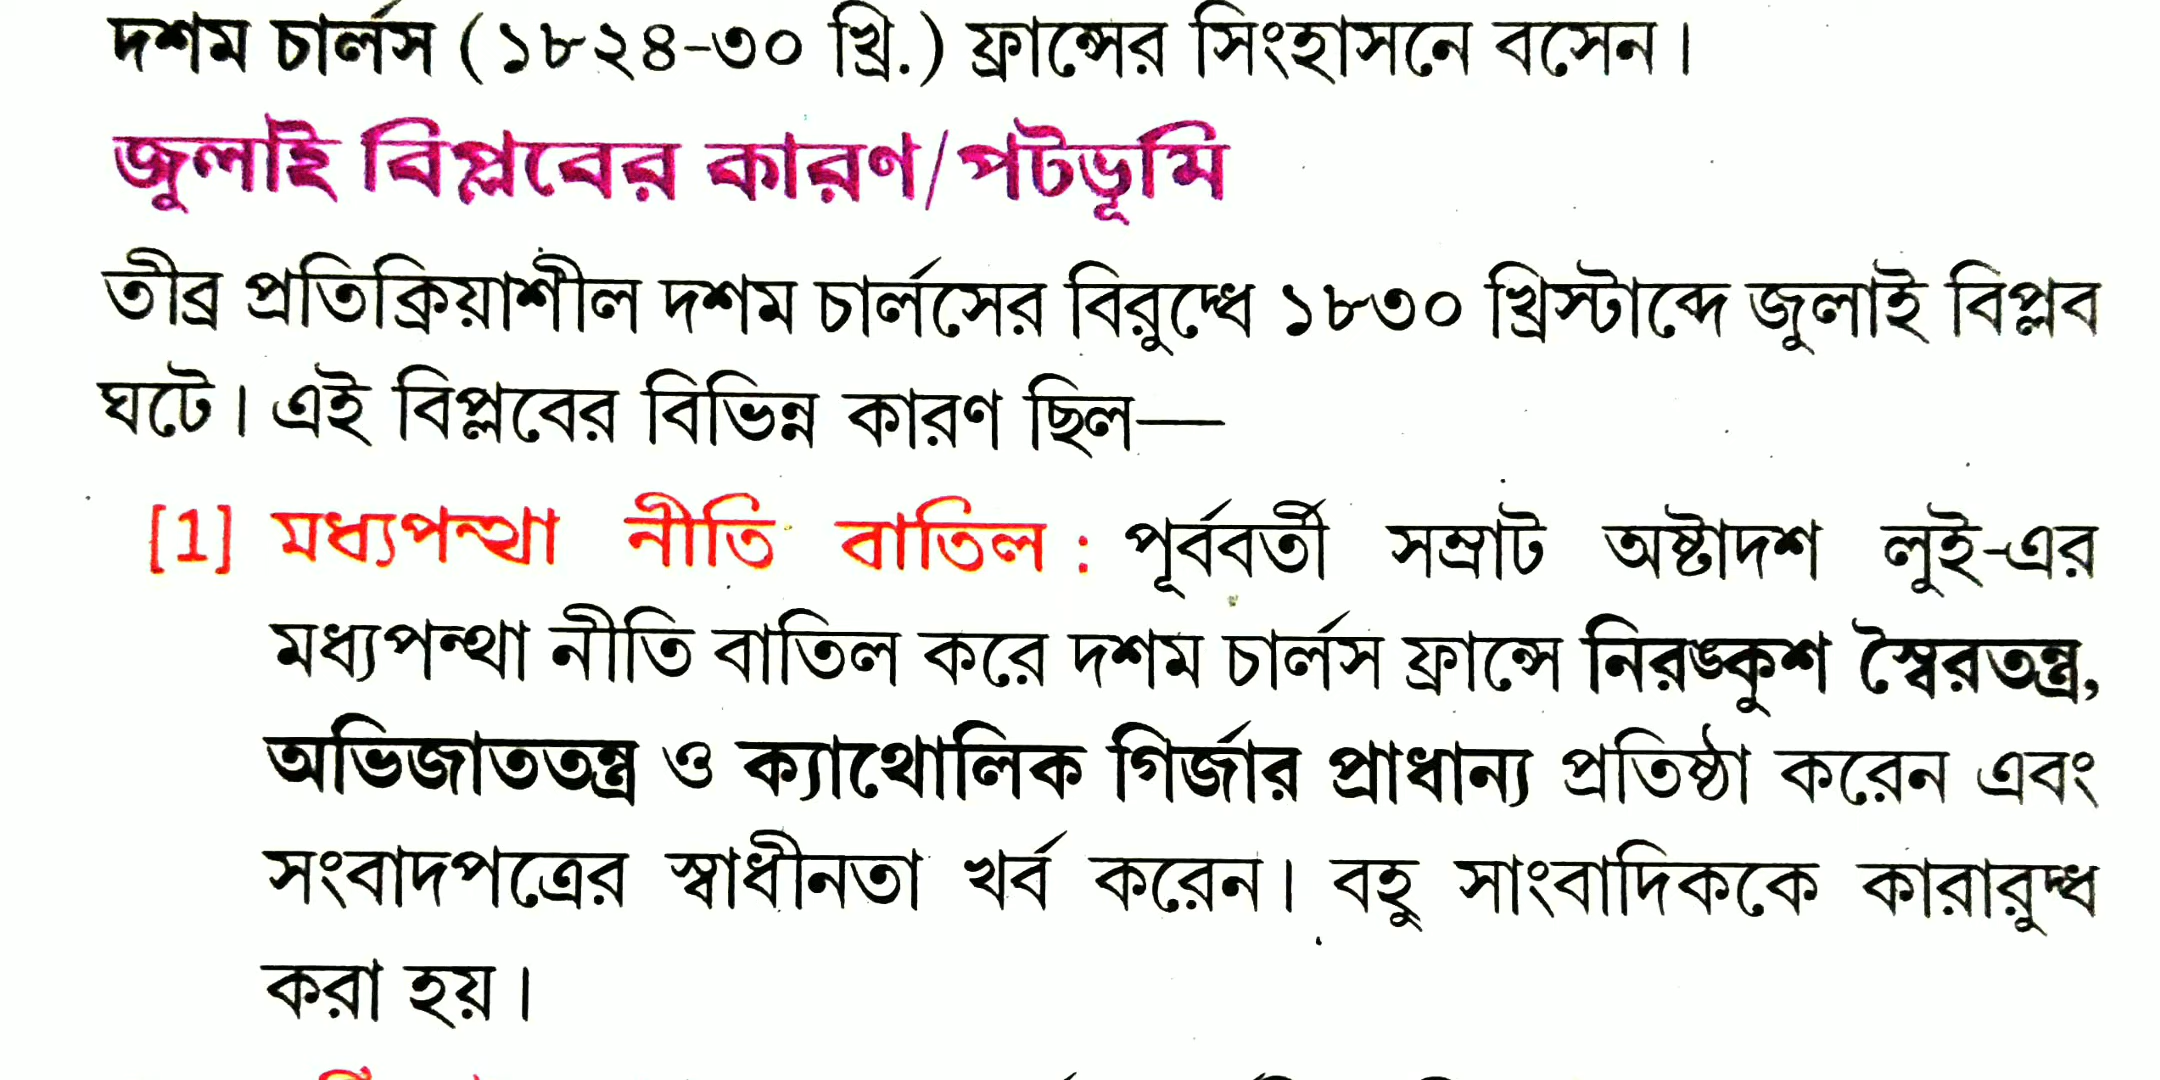 দশম চার্লস (১৮২৪-৩০ খ্রি.) ফ্রান্সের সিংহাসনে বসেন।
জুলাই বিপ্লবের কারণ/পটভূমি
তীব্র প্রতিক্রিয়াশীল দশম চার্লসের বিরুদ্ধে ১৮৩০ খ্রিস্টাব্দে জুলাই বিপ্লব
ঘটে। এই বিপ্লবের বিভিন্ন কারণ ছিল—
[1] মধ্যপন্থা নীতি বাতিল : পূর্ববর্তী সম্রাট অষ্টাদশ লুই-এর
মধ্যপন্থা নীতি বাতিল করে দশম চার্লস ফ্রান্সে নিরঙ্কুশ স্বৈরতন্ত্র,
অভিজাততন্ত্র ও ক্যাথোলিক গির্জার প্রাধান্য প্রতিষ্ঠা করেন এবং
সংবাদপত্রের স্বাধীনতা খর্ব করেন। বহু সাংবাদিককে কারারুদ্ধ
করা হয়।